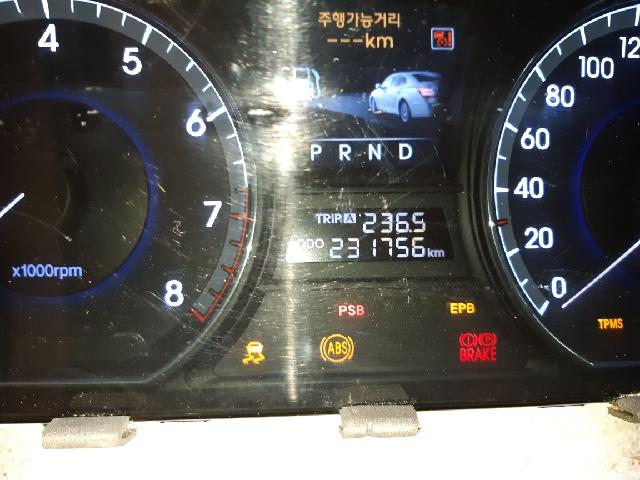 주행가능거리
---km
4
5
6
7
8
x1000rpm
P R N D
TRIP A 236.5
ODO 231756 km
PSB
EPB
ABS
BRAKE
TPMS
100
80
60
40
20
0